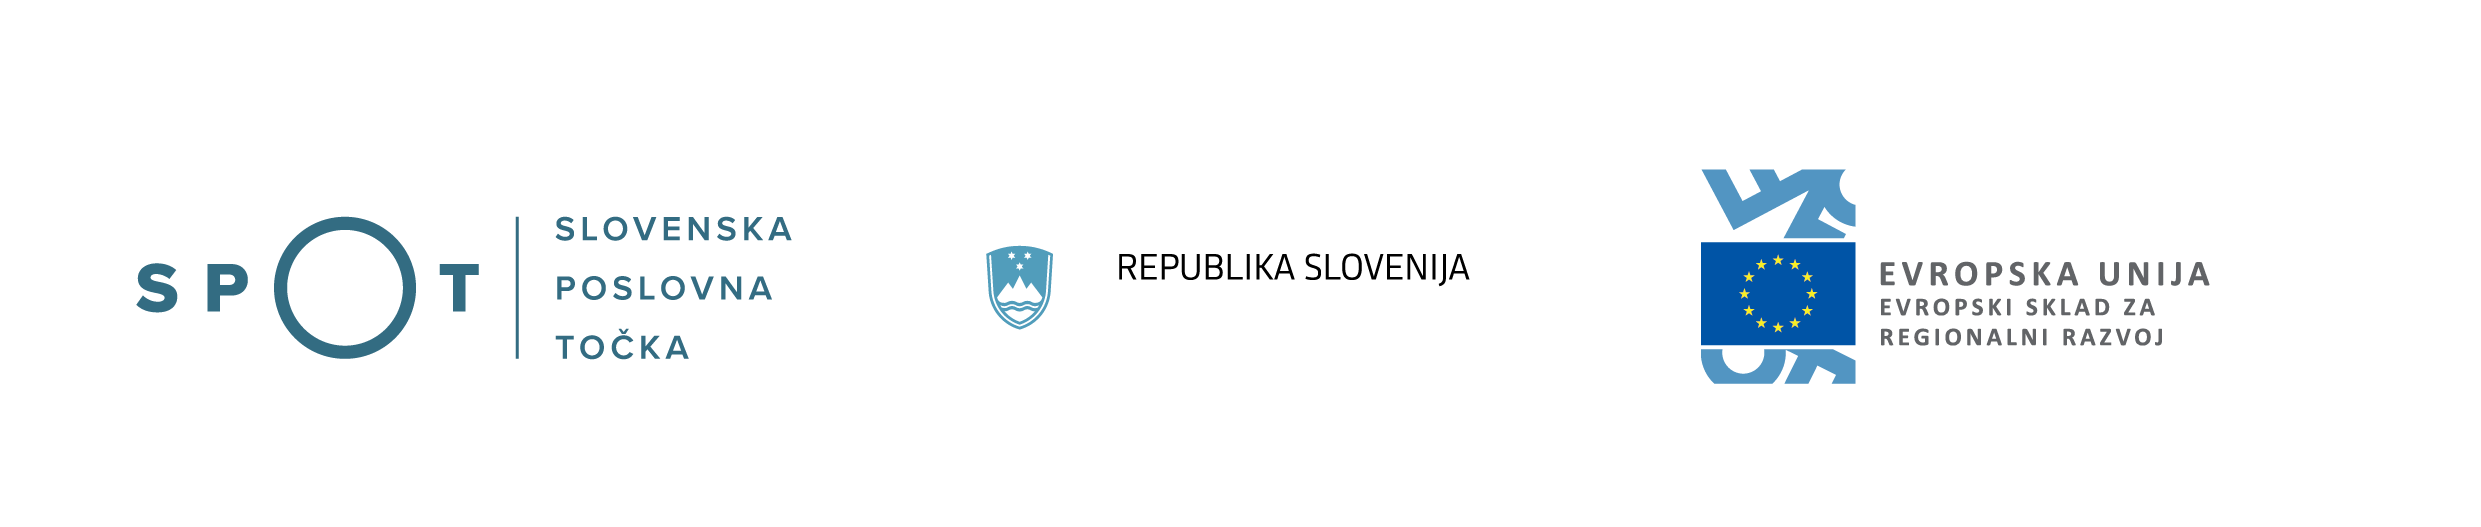 SPOT
SLOVENSKA
POSLOVNA
TOČKA
REPUBLIKA SLOVENIJA
EVROPSKA UNIJA
EVROPSKI SKLAD ZA
REGIONALNI RAZVOJ